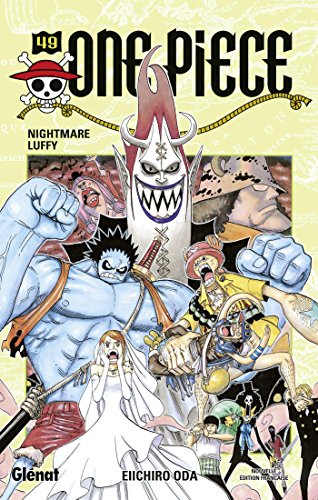 49
ONE PIECE
NIGHTMARE
LUFFY
Glénat
EIICHIRO ODA
NOUVELLE
ÉDITION FRANÇAISE